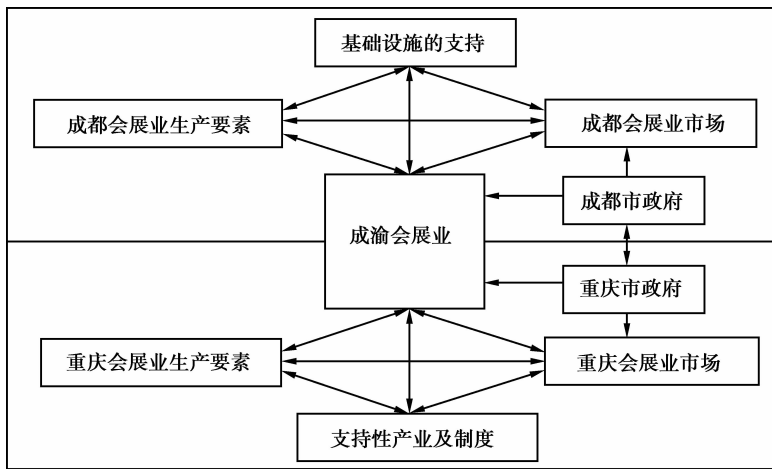 基础设施的支持
成都会展业生产要素
成都会展业市场
成都市政府
成渝会展业
重庆市政府
重庆会展业生产要素
重庆会展业市场
支持性产业及制度